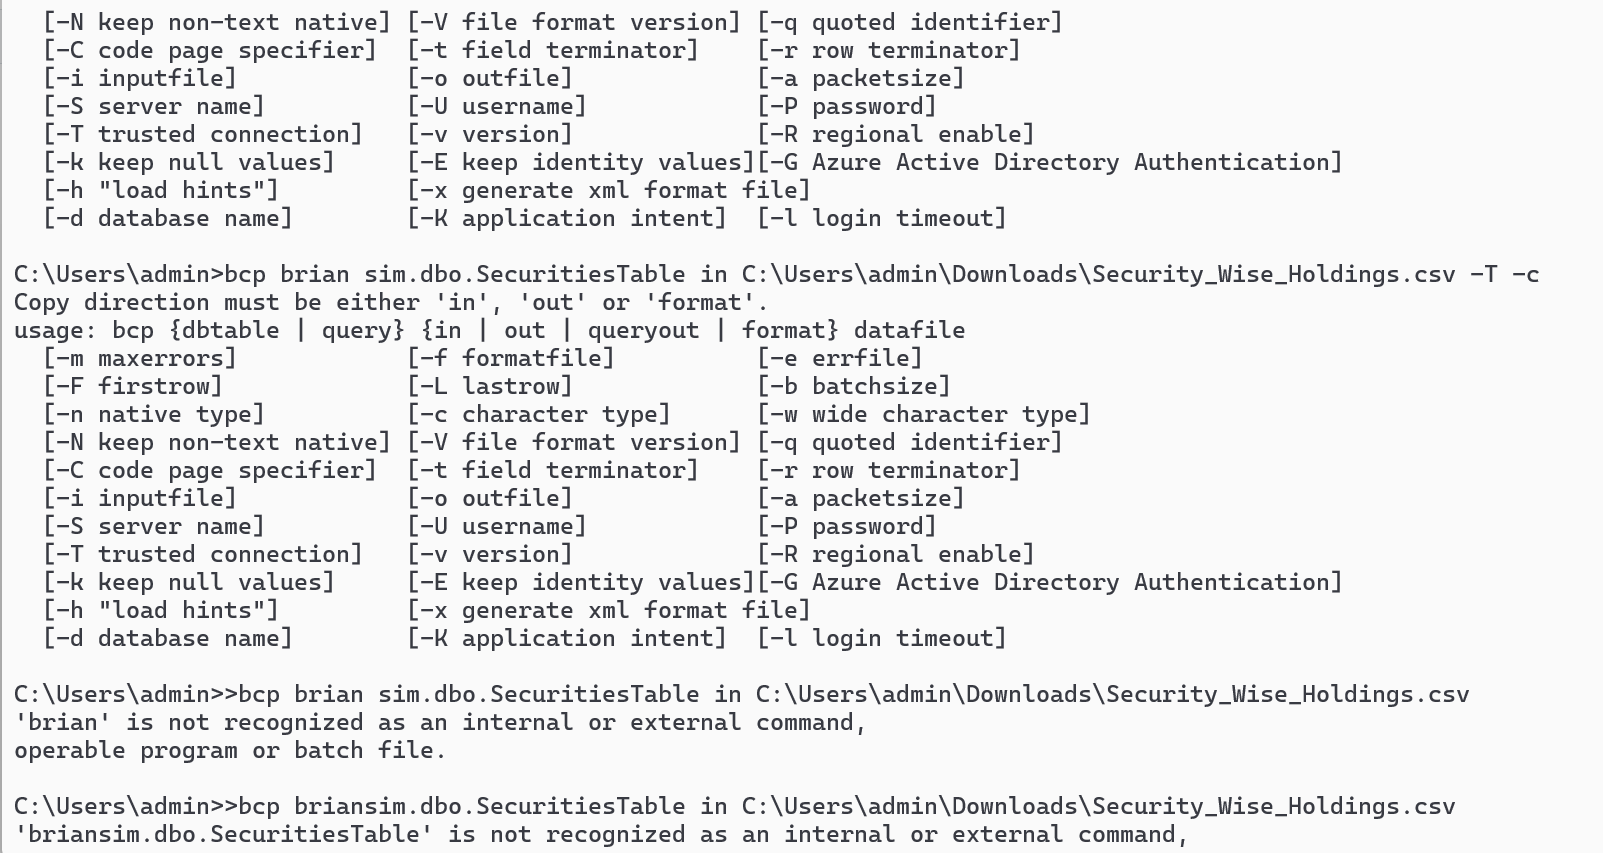 [-N keep non-text native] [-V file format version] [-q quoted identifier]
[-C code page specifier] [-t field terminator] [-r row terminator]
[-i inputfile] [-o outfile] [-a packetsize]
[-S server name] [-U username] [-P password]
[-T trusted connection] [-v version] [-R regional enable]
[-k keep null values] [-E keep identity values][-G Azure Active Directory Authentication]
[-h "load hints"] [-x generate xml format file]
[-d database name] [-K application intent] [-l login timeout]
C:\Users\admin>bcp brian sim.dbo.SecuritiesTable in C:\Users\admin\Downloads\Security_Wise_Holdings.csv -T -c
Copy direction must be either 'in', 'out' or 'format'.
usage: bcp {dbtable | query} {in | out | queryout | format} datafile
[-m maxerrors] [-f formatfile] [-e errfile]
[-F firstrow] [-L lastrow] [-b batchsize]
[-n native type] [-c character type] [-w wide character type]
[-N keep non-text native] [-V file format version] [-q quoted identifier]
[-C code page specifier] [-t field terminator] [-r row terminator]
[-i inputfile] [-o outfile] [-a packetsize]
[-S server name] [-U username] [-P password]
[-T trusted connection] [-v version] [-R regional enable]
[-k keep null values] [-E keep identity values][-G Azure Active Directory Authentication]
[-h "load hints"] [-x generate xml format file]
[-d database name] [-K application intent] [-l login timeout]
C:\Users\admin>>bcp brian sim.dbo.SecuritiesTable in C:\Users\admin\Downloads\Security_Wise_Holdings.csv
'brian' is not recognized as an internal or external command,
operable program or batch file.
C:\Users\admin>>bcp briansim.dbo.SecuritiesTable in C:\Users\admin\Downloads\Security_Wise_Holdings.csv
'briansim.dbo.SecuritiesTable' is not recognized as an internal or external command,